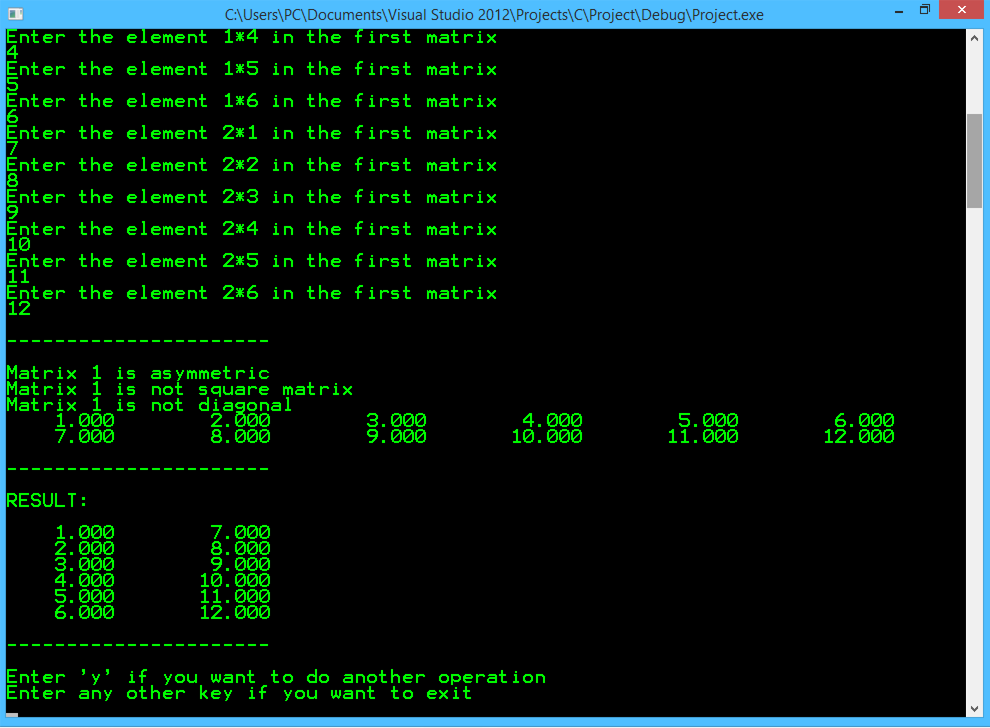 C:\Users\PC\Documents\Visual Studio 2012\Projects\C\Project\Debug\Project.exe
Enter the element 1*4 in the first matrix
4
Enter the element 1*5 in the first matrix
5
Enter the element 1*6 in the first matrix
6
Enter the element 2*1 in the first matrix
7
Enter the element 2*2 in the first matrix
8
Enter the element 2*3 in the first matrix
9
Enter the element 2*4 in the first matrix
10
Enter the element 2*5 in the first matrix
11
Enter the element 2*6 in the first matrix
12
----------------------
Matrix 1 is asymmetric
Matrix 1 is not square matrix
Matrix 1 is not diagonal
1.000 2.000 3.000 4.000 5.000 6.000
7.000 8.000 9.000 10.000 11.000 12.000
----------------------
RESULT:
1.000 7.000
2.000 8.000
3.000 9.000
4.000 10.000
5.000 11.000
6.000 12.000
----------------------
Enter 'y' if you want to do another operation
Enter any other key if you want to exit